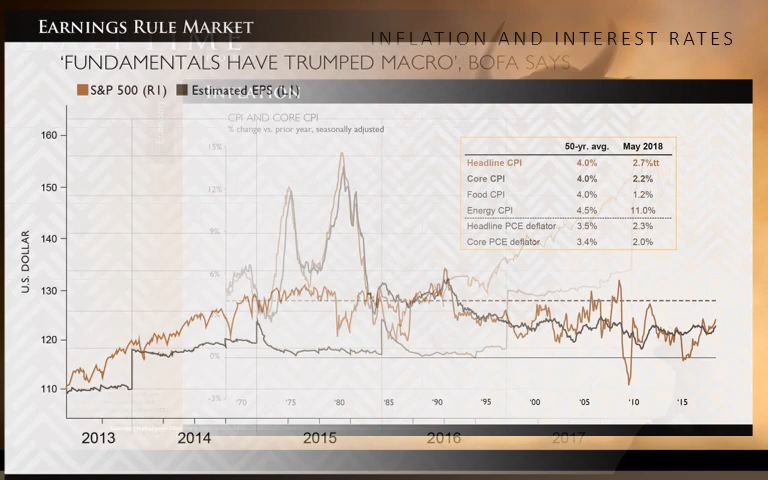 EARNINGS RULE MARKET
INFLATION AND INTEREST RATES
'FUNDAMENTALS HAVE TRUMPED MACRO', BOFA SAYS
S&P 500 (R1) Estimated EPS (L1)
INFLATION
CPI AND CORE CPI
% change vs. prior year, seasonally adjusted
50-yr. avg. May 2018
Headline CPI 4.0% 2.7%tt
Core CPI 4.0% 2.2%
Food CPI 4.0% 1.2%
Energy CPI 4.5% 11.0%
Headline PCE deflator 3.5% 2.3%
Core PCE deflator 3.4% 2.0%
U.S. DOLLAR
160
150
140
130
120
110
15%
12%
9%
6%
0%
-3%
'70 '75 '80 '85 '90 '95 '00 '05 '10 '15
2013 2014 2015 2016 2017